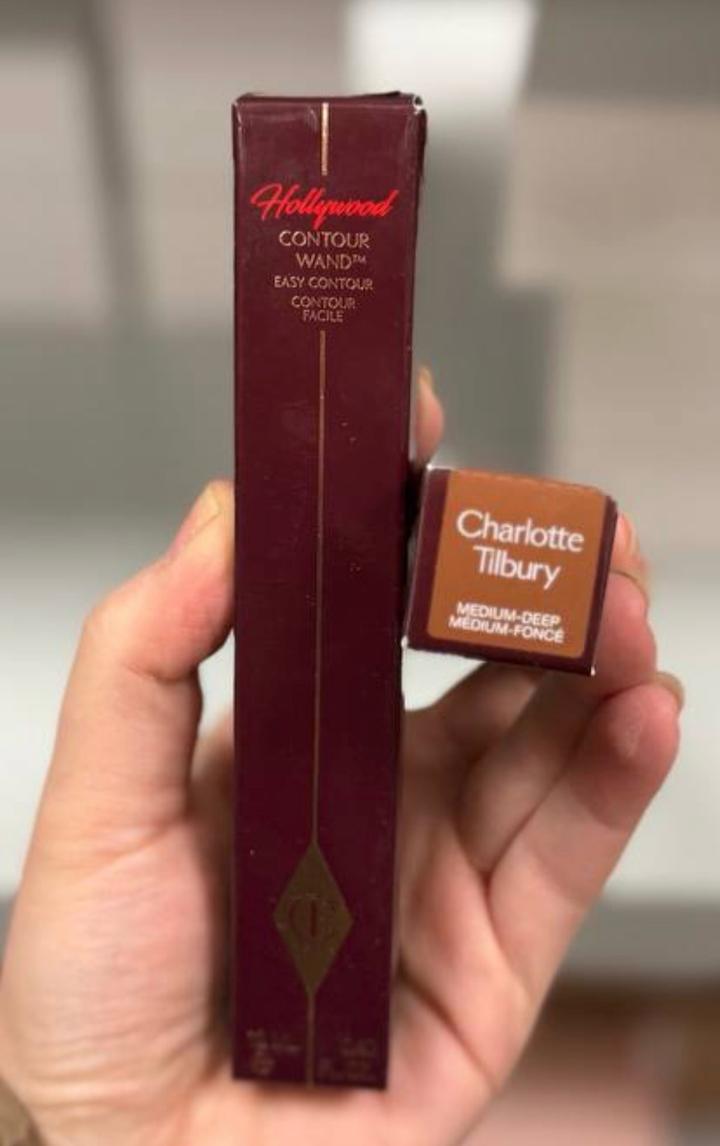 Hollywood
CONTOUR
WAND™
EASY CONTOUR
CONTOUR
FACILE
Charlotte
Tilbury
MEDIUM-DEEP
MÉDIUM-FONCÉ